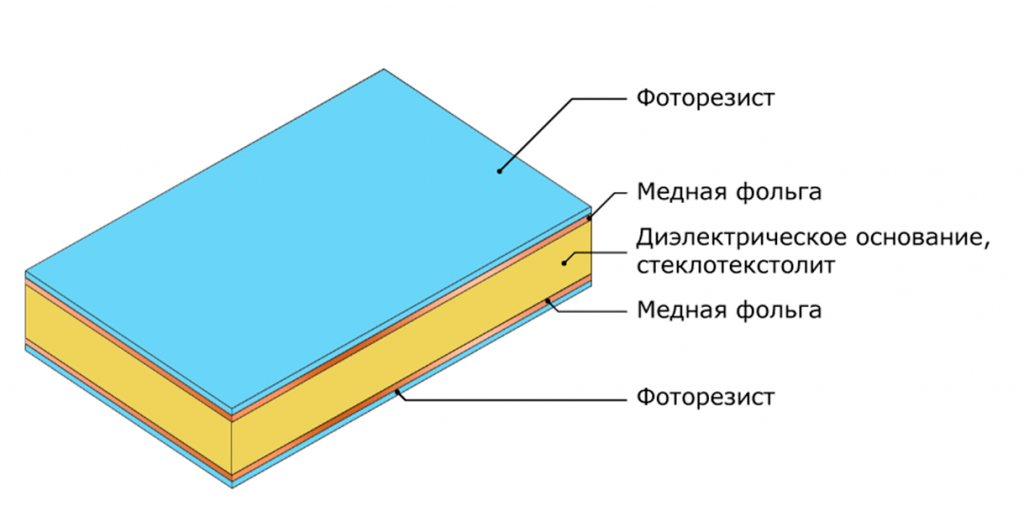 Фоторезист
Медная фольга
Диэлектрическое основание,
стеклотекстолит
Медная фольга
Фоторезист